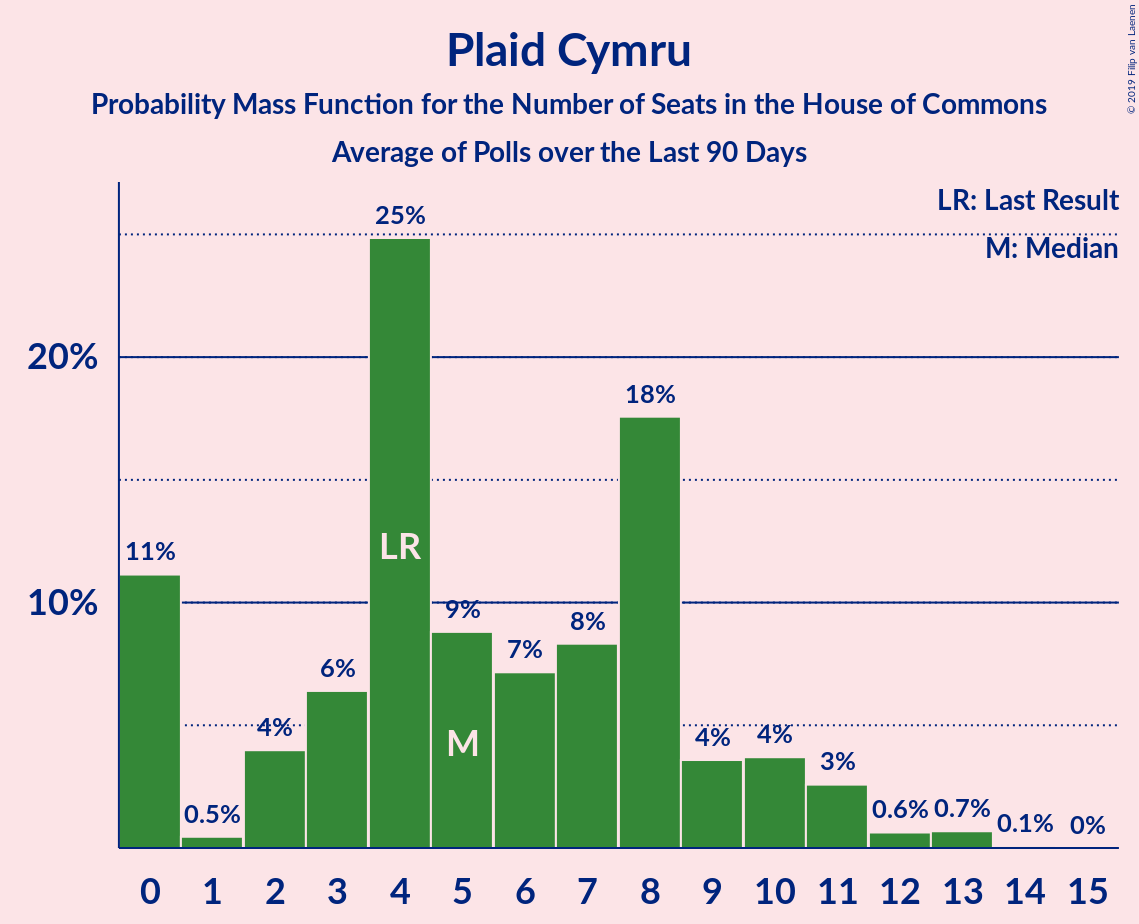 Plaid Cymru
Probability Mass Function for the Number of Seats in the House of Commons
Average of Polls over the Last 90 Days
© 2019 Filip van Laenen
LR: Last Result
M: Median
20%
10%
11%
0.5%
4%
6%
25%
9%
7%
8%
18%
4%
4%
3%
0.6%
0.7%
0.1%
0%
LR
M
0 1 2 3 4 5 6 7 8 9 10 11 12 13 14 15